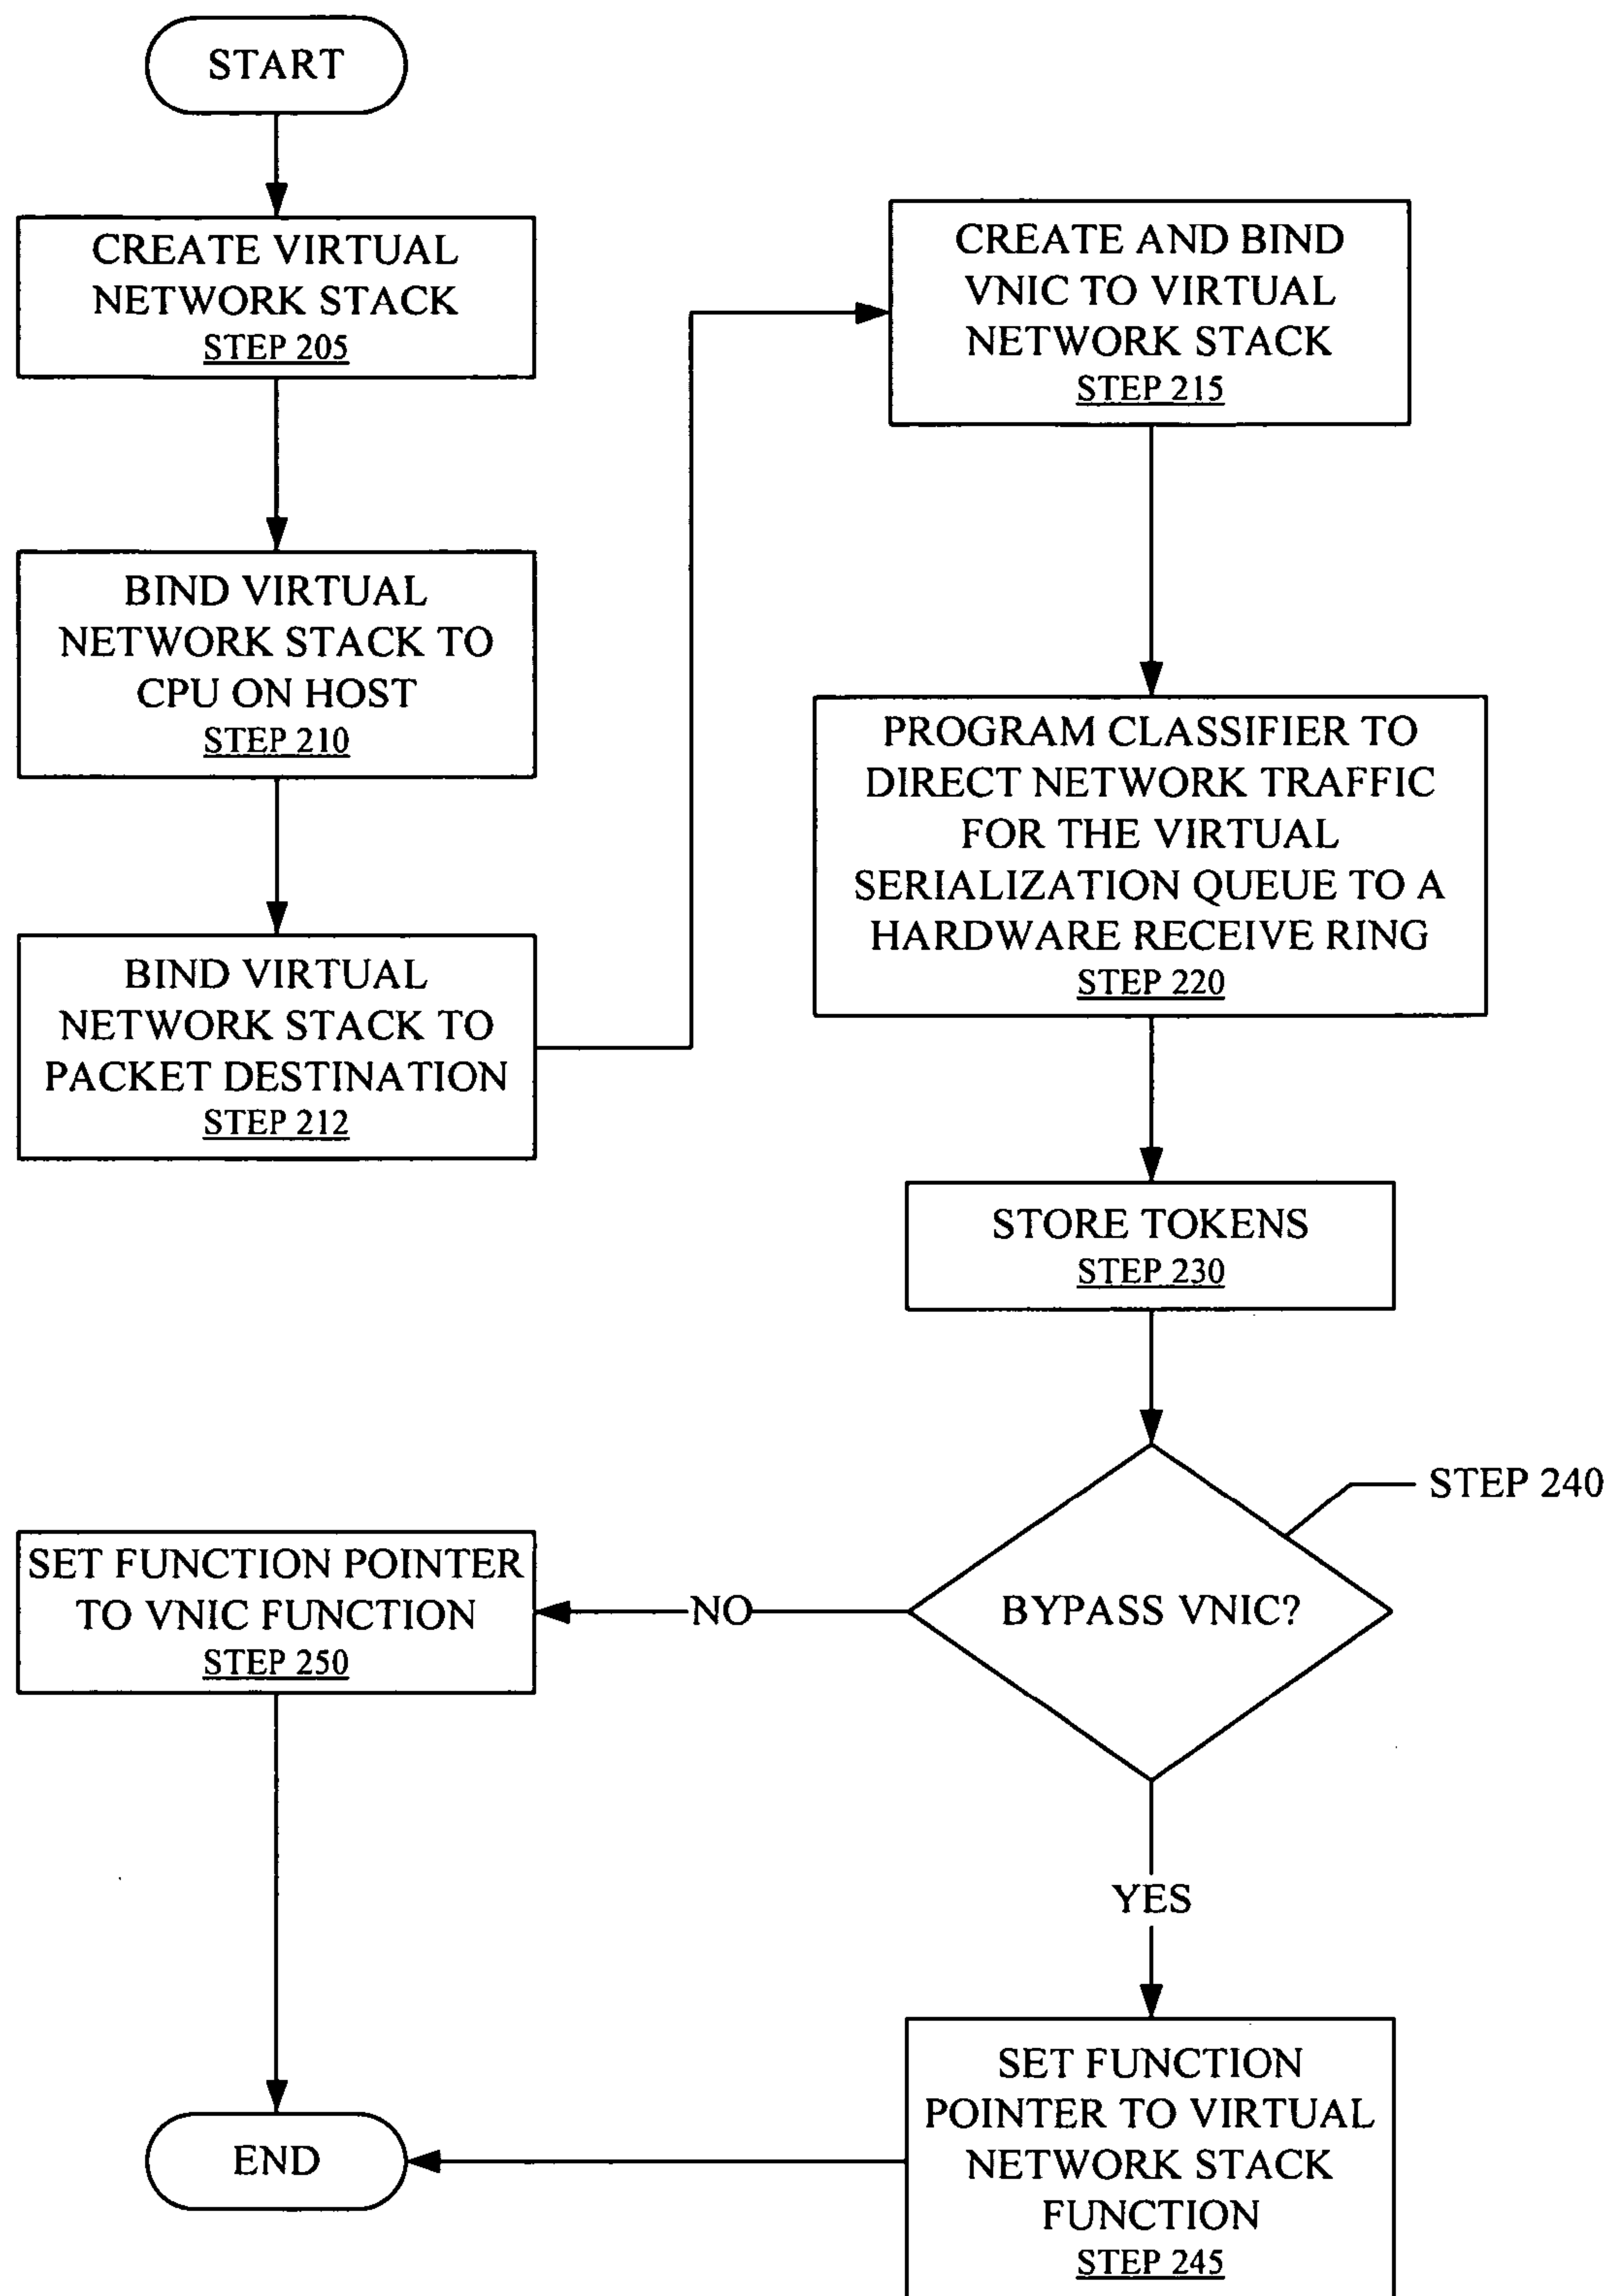 START
CREATE VIRTUAL
NETWORK STACK
STEP 205
BIND VIRTUAL
NETWORK STACK TO
CPU ON HOST
STEP 210
BIND VIRTUAL
NETWORK STACK TO
PACKET DESTINATION
STEP 212
CREATE AND BIND
VNIC TO VIRTUAL
NETWORK STACK
STEP 215
PROGRAM CLASSIFIER TO
DIRECT NETWORK TRAFFIC
FOR THE VIRTUAL
SERIALIZATION QUEUE TO A
HARDWARE RECEIVE RING
STEP 220
STORE TOKENS
STEP 230
STEP 240
BYPASS VNIC?
NO
SET FUNCTION POINTER
TO VNIC FUNCTION
STEP 250
YES
SET FUNCTION
POINTER TO VIRTUAL
NETWORK STACK
FUNCTION
STEP 245
END